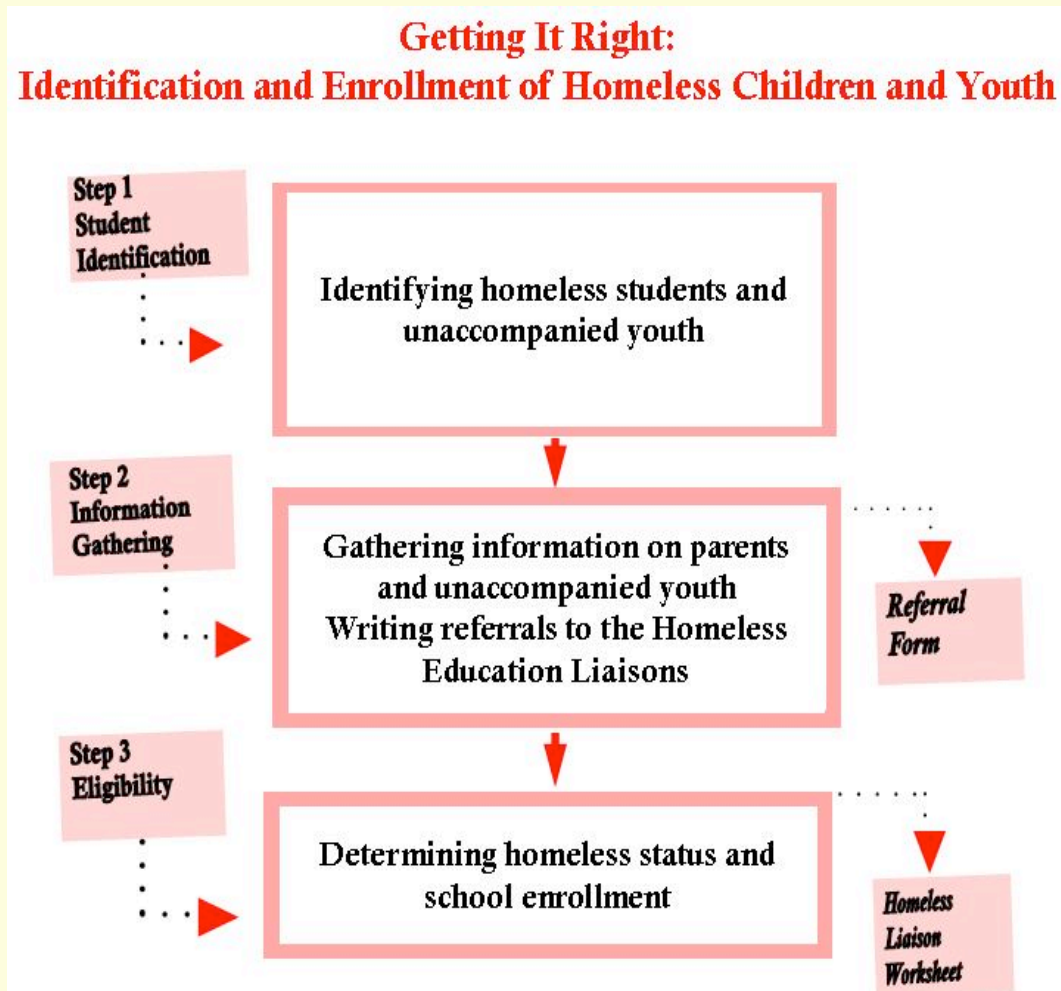 Getting It Right:
Identification and Enrollment of Homeless Children and Youth
Step 1
Student
Identification
Identifying homeless students and
unaccompanied youth
Step 2
Information
Gathering
Gathering information on parents
and unaccompanied youth
Writing referrals to the Homeless
Education Liaisons
Referral
Form
Step 3
Eligibility
Determining homeless status and
school enrollment
Homeless
Liaison
Worksheet